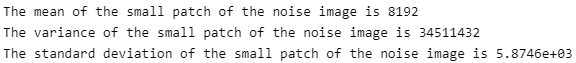 The mean of the small patch of the noise image is 8192
The variance of the small patch of the noise image is 34511432
The standard deviation of the small patch of the noise image is 5.8746e+03